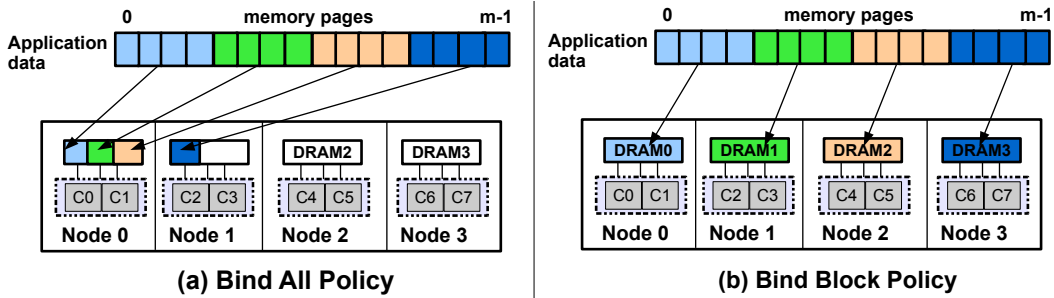 0 memory pages m-1
Application data
DRAM2 DRAM3
C0 C1 C2 C3 C4 C5 C6 C7
Node 0 Node 1 Node 2 Node 3
(a) Bind All Policy
0 memory pages m-1
Application data
DRAM0 DRAM1 DRAM2 DRAM3
C0 C1 C2 C3 C4 C5 C6 C7
Node 0 Node 1 Node 2 Node 3
(b) Bind Block Policy